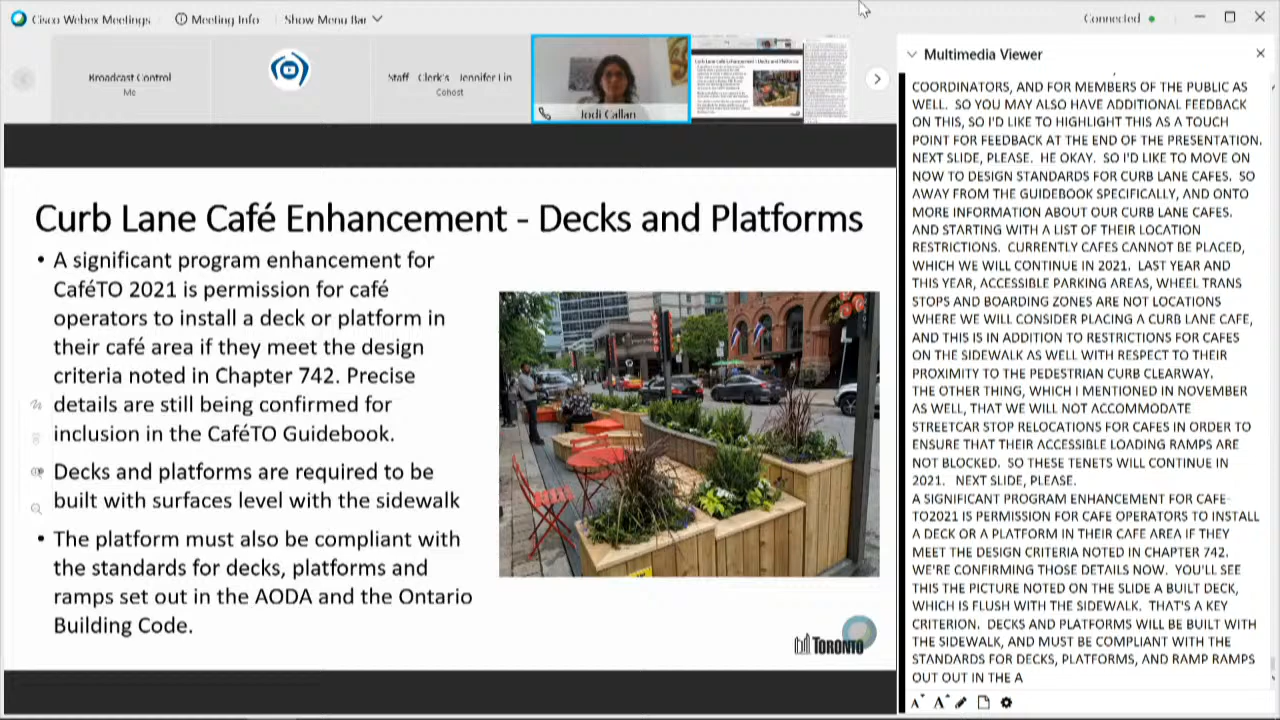 Cisco Webex Meetings
Meeting Info
Show Menu Bar
Connected
Broadcast Control
Staff Clerk's Jennifer Lin
Cohost
Jodi Callan
Curb Lane Café Enhancement - Decks and Platforms
• A significant program enhancement for
CaféTO 2021 is permission for café
operators to install a deck or platform in
their café area if they meet the design
criteria noted in Chapter 742. Precise
details are still being confirmed for
inclusion in the CaféTO Guidebook.
Decks and platforms are required to be
built with surfaces level with the sidewalk
• The platform must also be compliant with
the standards for decks, platforms and
ramps set out in the AODA and the Ontario
Building Code.
TORONTO
Multimedia Viewer
COORDINATORS, AND FOR MEMBERS OF THE PUBLIC AS
WELL. SO YOU MAY ALSO HAVE ADDITIONAL FEEDBACK
ON THIS, SO I'D LIKE TO HIGHLIGHT THIS AS A TOUCH
POINT FOR FEEDBACK AT THE END OF THE PRESENTATION.
NEXT SLIDE, PLEASE. HE OKAY. SO I'D LIKE TO MOVE ON
NOW TO DESIGN STANDARDS FOR CURB LANE CAFES. SO
AWAY FROM THE GUIDEBOOK SPECIFICALLY, AND ONTO
MORE INFORMATION ABOUT OUR CURB LANE CAFES.
AND STARTING WITH A LIST OF THEIR LOCATION
RESTRICTIONS. CURRENTLY CAFES CANNOT BE PLACED,
WHICH WE WILL CONTINUE IN 2021. LAST YEAR AND
THIS YEAR, ACCESSIBLE PARKING AREAS, WHEEL TRANS
STOPS AND BOARDING ZONES ARE NOT LOCATIONS
WHERE WE WILL CONSIDER PLACING A CURB LANE CAFE,
AND THIS IS IN ADDITION TO RESTRICTIONS FOR CAFES
ON THE SIDEWALK AS WELL WITH RESPECT TO THEIR
PROXIMITY TO THE PEDESTRIAN CURB CLEARWAY.
THE OTHER THING, WHICH I MENTIONED IN NOVEMBER
AS WELL, THAT WE WILL NOT ACCOMMODATE
STREETCAR STOP RELOCATIONS FOR CAFES IN ORDER TO
ENSURE THAT THE ACCESSIBLE LOADING RAMPS ARE
NOT BLOCKED. SO THESE TENETS WILL CONTINUE IN
2021. NEXT SLIDE, PLEASE.
A SIGNIFICANT PROGRAM ENHANCEMENT FOR CAFE
TO2021 IS PERMISSION FOR CAFE OPERATORS TO INSTALL
A DECK OR A PLATFORM IN THEIR CAFE AREA IF THEY
MEET THE DESIGN CRITERIA NOTED IN CHAPTER 742.
WE'RE CONFIRMING THOSE DETAILS NOW. YOU'LL SEE
THIS THE PICTURE NOTED ON THE SLIDE A BUILT DECK,
WHICH IS FLUSH WITH THE SIDEWALK. THAT'S A KEY
CRITERION. DECKS AND PLATFORMS WILL BE BUILT WITH
THE SIDEWALK, AND MUST BE COMPLIANT WITH THE
STANDARDS FOR DECKS, PLATFORMS, AND RAMP RAMPS
OUT OUT IN THE A